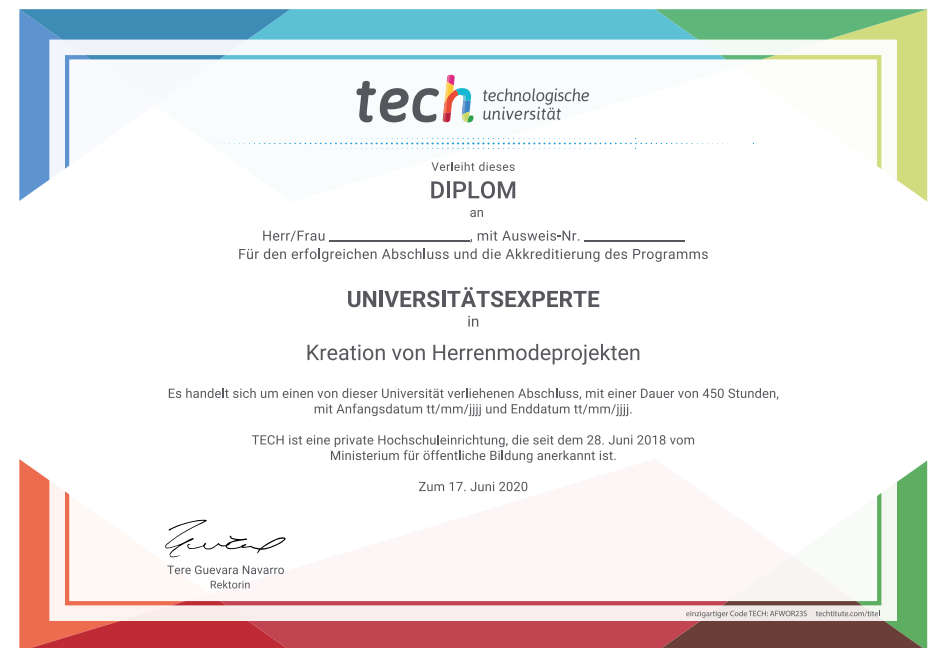 tech technologische
universität
Verleiht dieses
DIPLOM
an
Herr/Frau ____________________, mit Ausweis-Nr. ______________
Für den erfolgreichen Abschluss und die Akkreditierung des Programms
UNIVERSITÄTSEXPERTE
in
Kreation von Herrenmodeprojekten
Es handelt sich um einen von dieser Universität verliehenen Abschluss, mit einer Dauer von 450 Stunden,
mit Anfangsdatum tt/mm/jjjj und Enddatum tt/mm/jjjj.
TECH ist eine private Hochschuleinrichtung, die seit dem 28. Juni 2018 vom
Ministerium für öffentliche Bildung anerkannt ist.
Zum 17. Juni 2020
Tere Guevara Navarro
Rektorin
einzigartiger Code TECH: AFWOR23S techtitute.com/titel